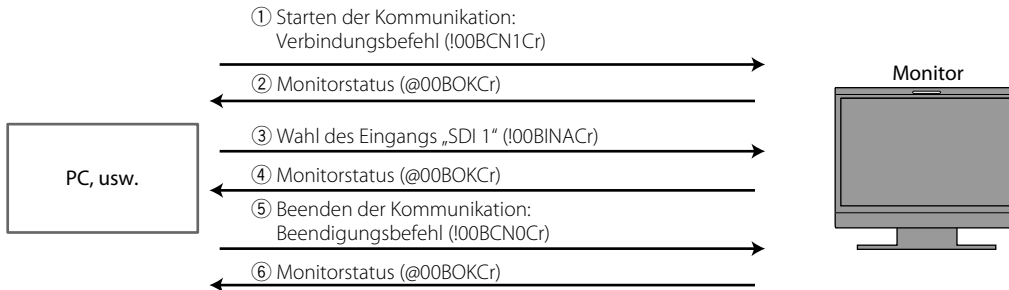 ① Starten der Kommunikation:
Verbindungsbefehl (!00BCN1Cr)
② Monitorstatus (@00BOKCr)
Monitor
③ Wahl des Eingangs „SDI 1“ (!00BINACr)
PC, usw.
④ Monitorstatus (@00BOKCr)
⑤ Beenden der Kommunikation:
Beendigungsbefehl (!00BCN0Cr)
⑥ Monitorstatus (@00BOKCr)